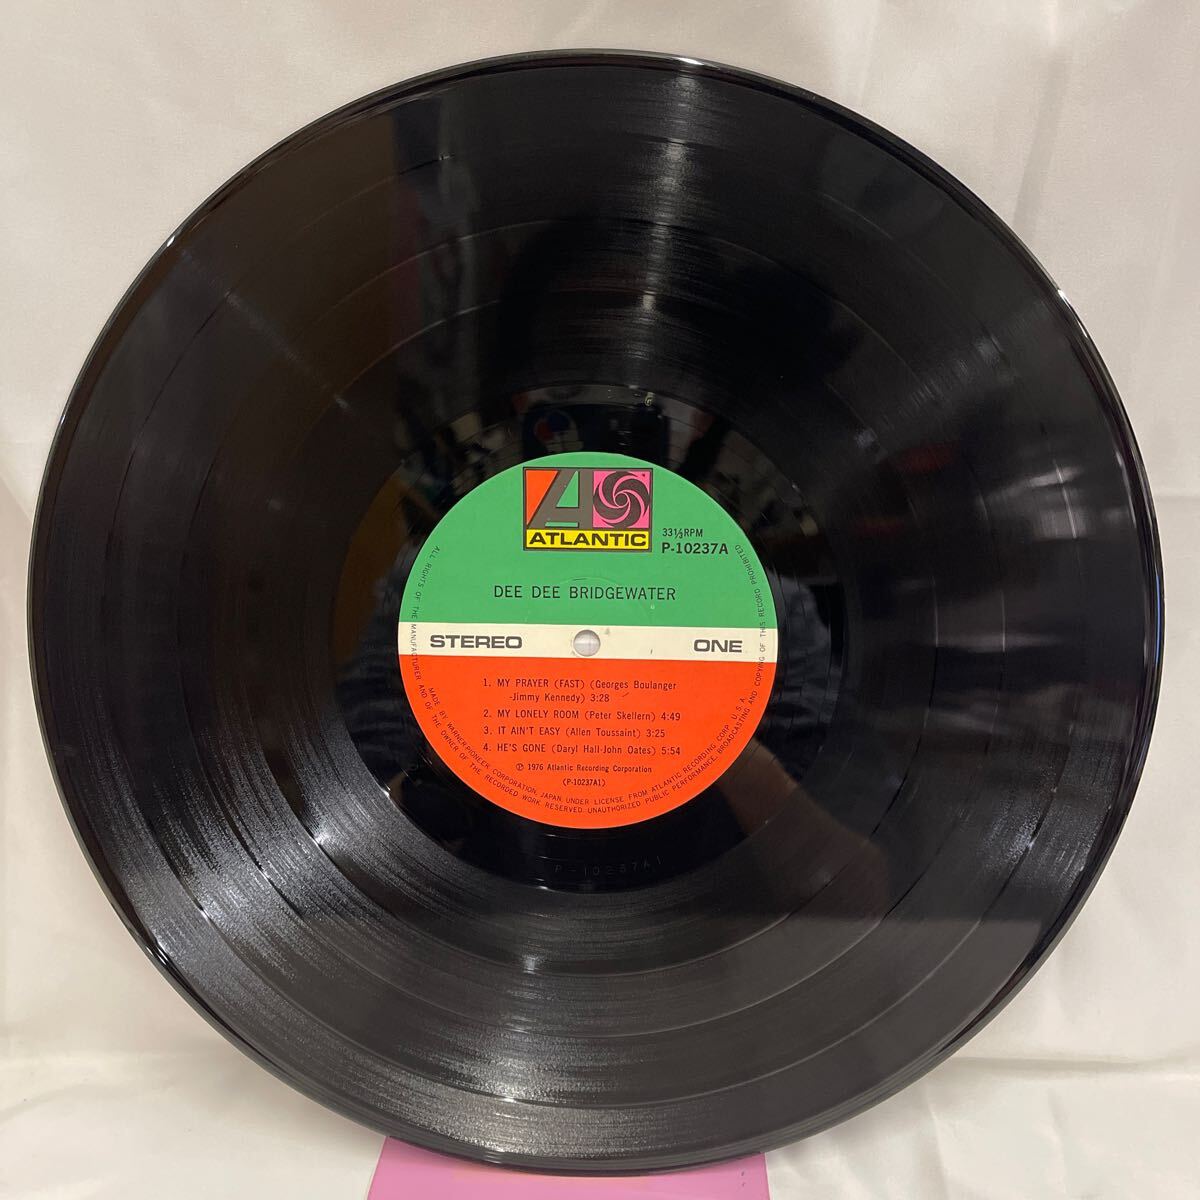 ATLANTIC
33⅓RPM
P-10237A
DEE DEE BRIDGEWATER
STEREO
ONE
1. MY PRAYER (FAST) (Georges Boulanger
-Jimmy Kennedy) 3:28
2. MY LONELY ROOM (Peter Skellern) 4:49
3. IT AIN'T EASY (Allen Toussaint) 3:25
4. HE'S GONE (Daryl Hall-John Oates) 5:54
℗ 1976 Atlantic Recording Corporation
(P-10237A1)
MADE BY WARNER-PIONEER CORPORATION, JAPAN, UNDER LICENSE FROM ATLANTIC RECORDING CORP., U.S.A.
ALL RIGHTS OF THE MANUFACTURER AND OF THE OWNER OF THE RECORDED WORK RESERVED. UNAUTHORIZED PUBLIC PERFORMANCE, BROADCASTING AND COPYING OF THIS RECORD PROHIBITED
P-10237A1
G